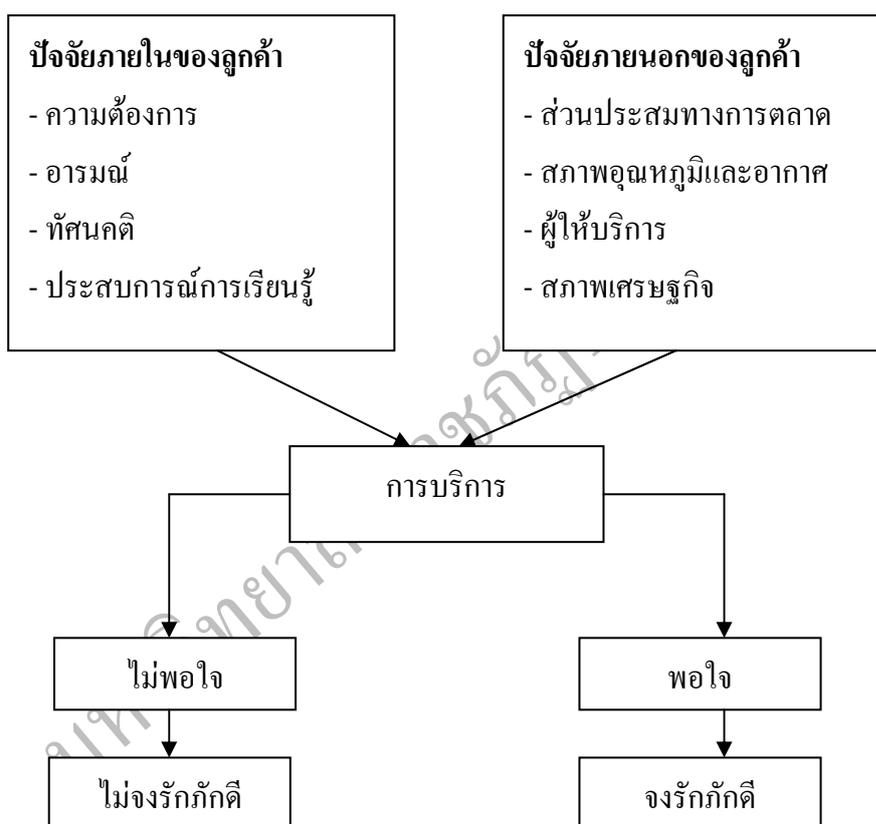 ปัจจัยภายในของลูกค้า
- ความต้องการ
- อารมณ์
- ทัศนคติ
- ประสบการณ์การเรียนรู้
ปัจจัยภายนอกของลูกค้า
- ส่วนประสมทางการตลาด
- สภาพอุณหภูมิและอากาศ
- ผู้ให้บริการ
- สภาพเศรษฐกิจ
การบริการ
ไม่พอใจ
พอใจ
ไม่จงรักภักดี
จงรักภักดี